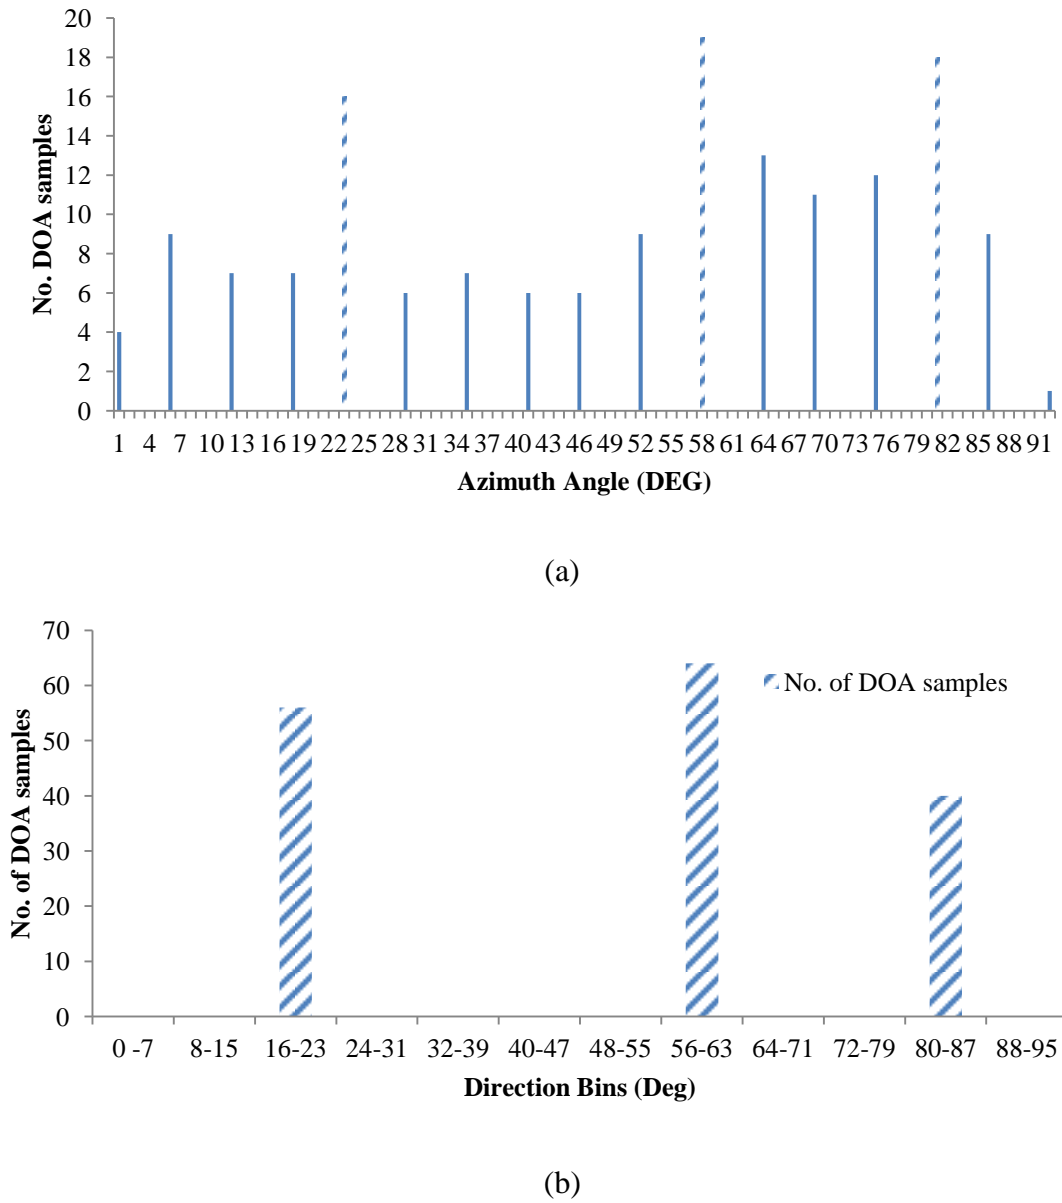 20
18
16
14
12
10
8
6
4
2
0
No. DOA samples
1 4 7 10 13 16 19 22 25 28 31 34 37 40 43 46 49 52 55 58 61 64 67 70 73 76 79 82 85 88 91
Azimuth Angle (DEG)
(a)
70
60
50
40
30
20
10
0
No. of DOA samples
No. of DOA samples
0 -7 8-15 16-23 24-31 32-39 40-47 48-55 56-63 64-71 72-79 80-87 88-95
Direction Bins (Deg)
(b)